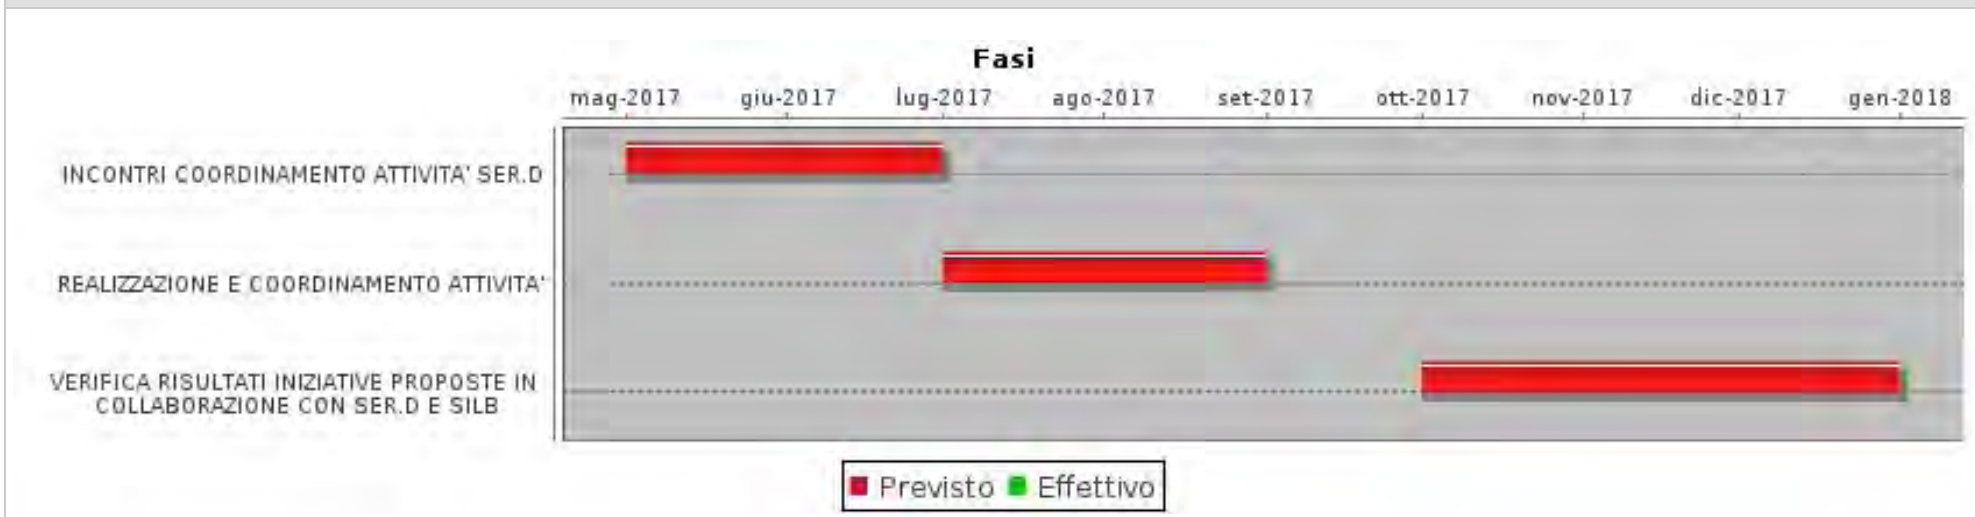 Fasi
mag-2017 giu-2017 lug-2017 ago-2017 set-2017 ott-2017 nov-2017 dic-2017 gen-2018
INCONTRI COORDINAMENTO ATTIVITA' SER.D
REALIZZAZIONE E COORDINAMENTO ATTIVITA'
VERIFICA RISULTATI INIZIATIVE PROPOSTE IN
COLLABORAZIONE CON SER.D E SILB
Previsto Effettivo